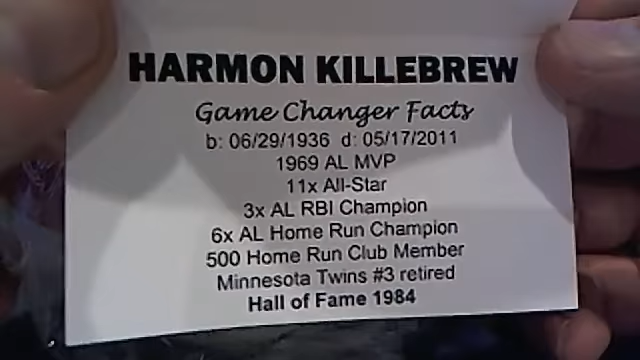 HARMON KILLEBREW
Game Changer Facts
b: 06/29/1936 d: 05/17/2011
1969 AL MVP
11x All-Star
3x AL RBI Champion
6x AL Home Run Champion
500 Home Run Club Member
Minnesota Twins #3 retired
Hall of Fame 1984